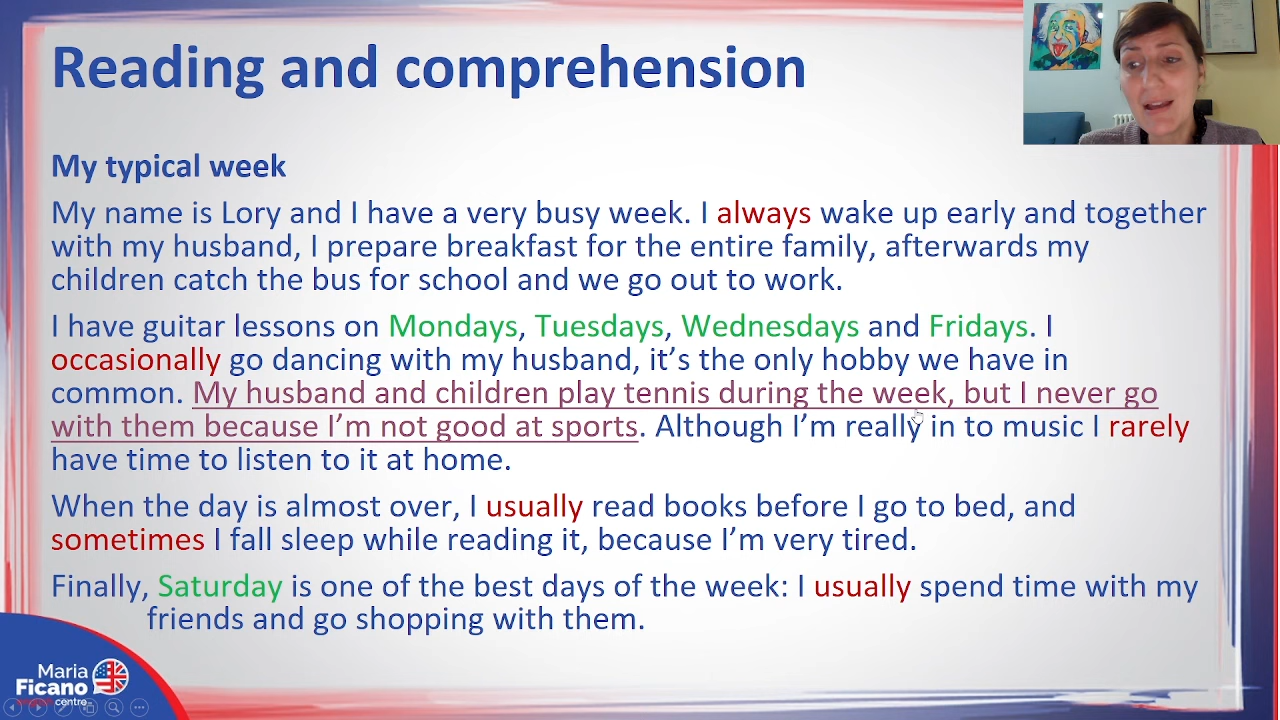 Reading and comprehension
My typical week
My name is Lory and I have a very busy week. I always wake up early and together
with my husband, I prepare breakfast for the entire family, afterwards my
children catch the bus for school and we go out to work.
I have guitar lessons on Mondays, Tuesdays, Wednesdays and Fridays. I
occasionally go dancing with my husband, it’s the only hobby we have in
common. My husband and children play tennis during the week, but I never go
with them because I’m not good at sports. Although I’m really in to music I rarely
have time to listen to it at home.
When the day is almost over, I usually read books before I go to bed, and
sometimes I fall sleep while reading it, because I’m very tired.
Finally, Saturday is one of the best days of the week: I usually spend time with my
friends and go shopping with them.
Maria
Ficano
centre